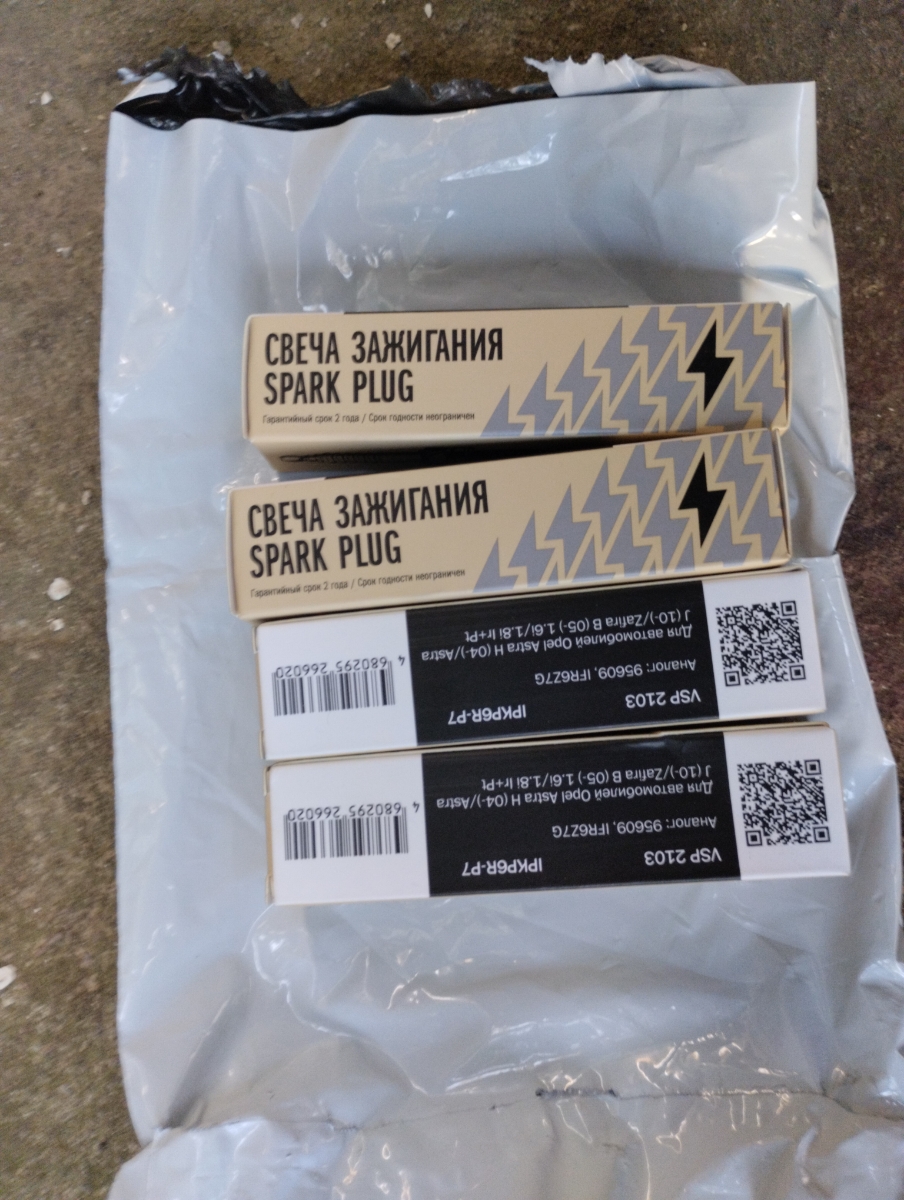 СВЕЧА ЗАЖИГАНИЯ
SPARK PLUG
Гарантийный срок 2 года / Срок годности неограничен
СВЕЧА ЗАЖИГАНИЯ
SPARK PLUG
Гарантийный срок 2 года / Срок годности неограничен
VSP 2103 IPKP6R-P7
Аналог: 95609, IFR6Z7G
Для автомобилей Opel Astra H (04-)/Astra
J (10-)/Zafira B (05-) 1.6i/1.8i Ir+Pt
4 680295 266020
VSP 2103 IPKP6R-P7
Аналог: 95609, IFR6Z7G
Для автомобилей Opel Astra H (04-)/Astra
J (10-)/Zafira B (05-) 1.6i/1.8i Ir+Pt
4 680295 266020